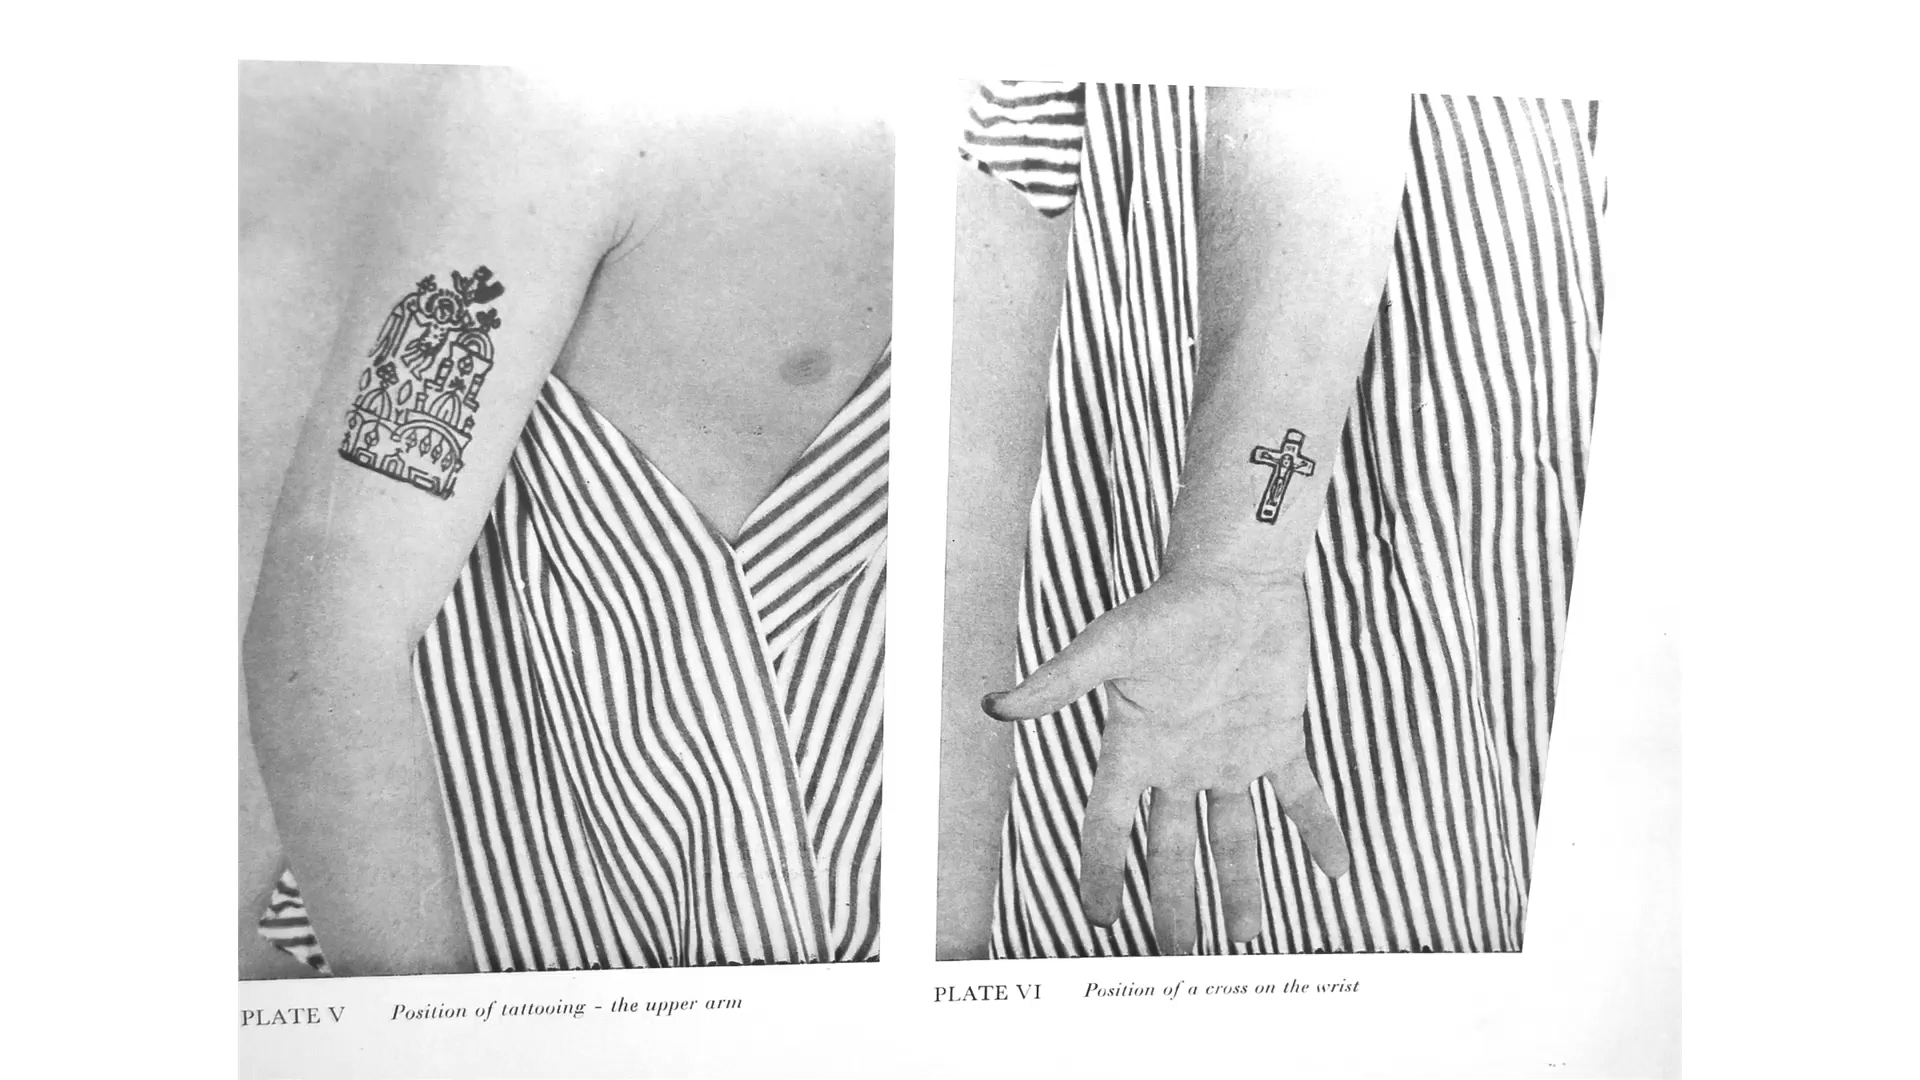 PLATE V Position of tattooing - the upper arm
PLATE VI Position of a cross on the wrist